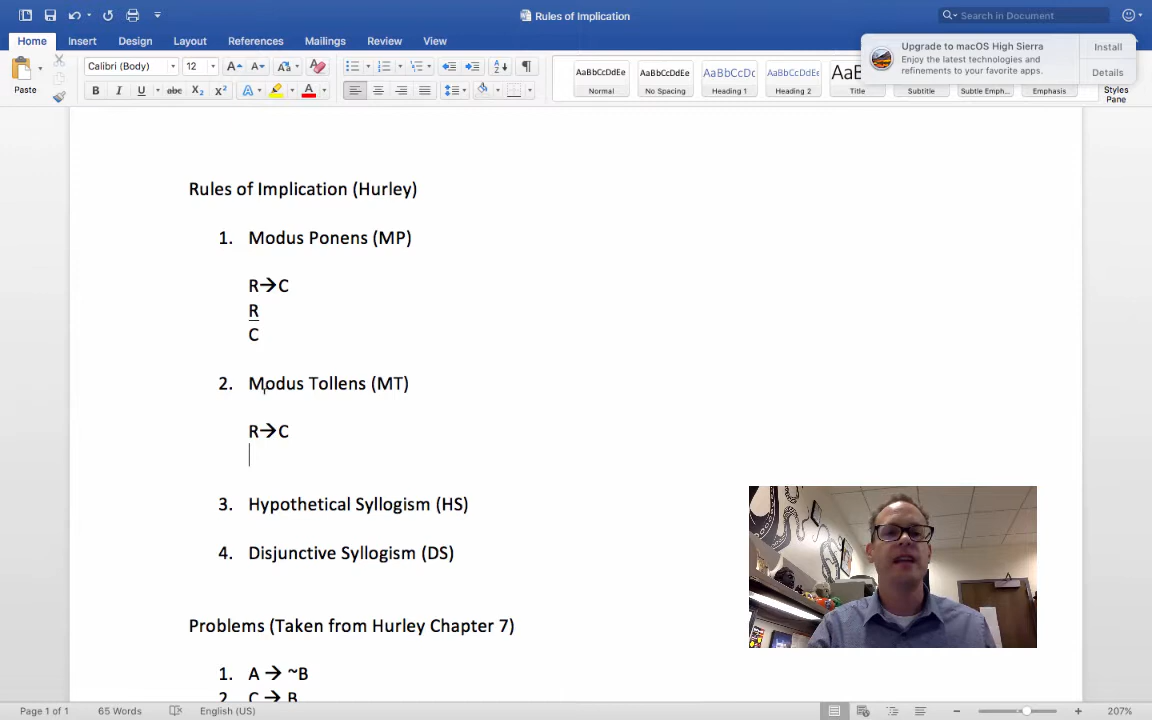 Rules of Implication
Search in Document
Home Insert Design Layout References Mailings Review View
Upgrade to macOS High Sierra
Enjoy the latest technologies and
refinements to your favorite apps.
Install
Details
Paste
Calibri (Body) 12
AaBbCcDdEe AaBbCcDdEe AaBbCcDc AaBbCcDdEe AaBb
Normal No Spacing Heading 1 Heading 2 Title Subtitle Subtle Emph... Emphasis
Styles
Pane
Rules of Implication (Hurley)
1. Modus Ponens (MP)
R→C
R
C
2. Modus Tollens (MT)
R→C
3. Hypothetical Syllogism (HS)
4. Disjunctive Syllogism (DS)
Problems (Taken from Hurley Chapter 7)
1. A → ~B
2. C → B
Page 1 of 1 65 Words English (US) 207%